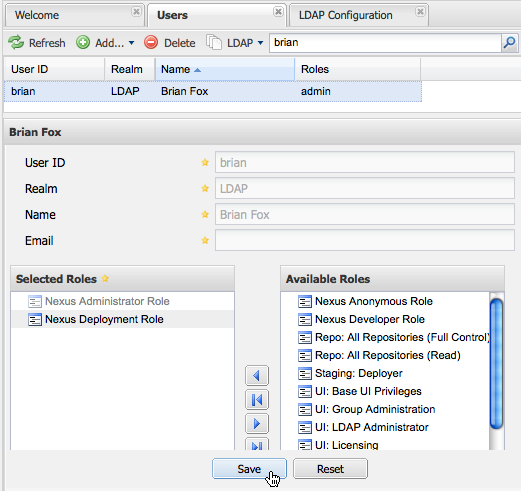 Welcome Users LDAP Configuration
Refresh Add... Delete LDAP brian
User ID Realm Name Roles
brian LDAP Brian Fox admin
Brian Fox
User ID brian
Realm LDAP
Name Brian Fox
Email
Selected Roles
Nexus Administrator Role
Nexus Deployment Role
Available Roles
Nexus Anonymous Role
Nexus Developer Role
Repo: All Repositories (Full Control)
Repo: All Repositories (Read)
Staging: Deployer
UI: Base UI Privileges
UI: Group Administration
UI: LDAP Administrator
UI: Licensing
Save Reset